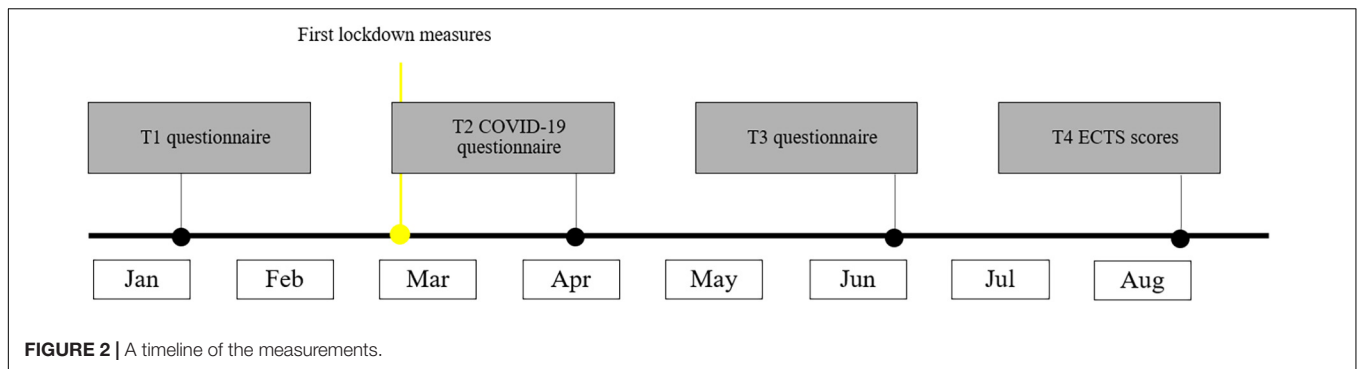 First lockdown measures
T1 questionnaire
T2 COVID-19
questionnaire
T3 questionnaire
T4 ECTS scores
Jan
Feb
Mar
Apr
May
Jun
Jul
Aug
FIGURE 2 | A timeline of the measurements.